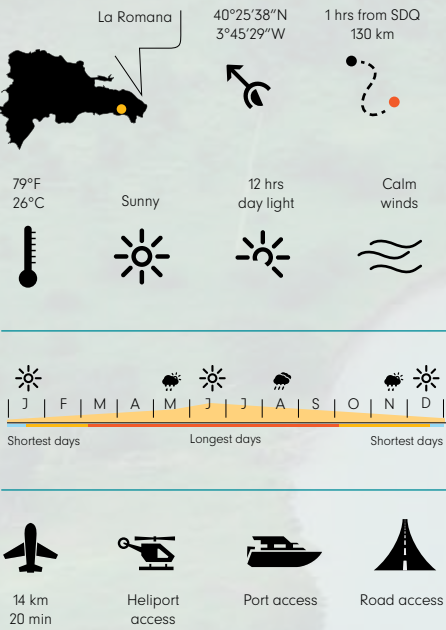 La Romana
40°25'38"N
3°45'29"W
1 hrs from SDQ
130 km
79°F
26°C
Sunny
12 hrs
day light
Calm
winds
J F M A M J J A S O N D
Shortest days
Longest days
Shortest days
14 km
20 min
Heliport
access
Port access
Road access